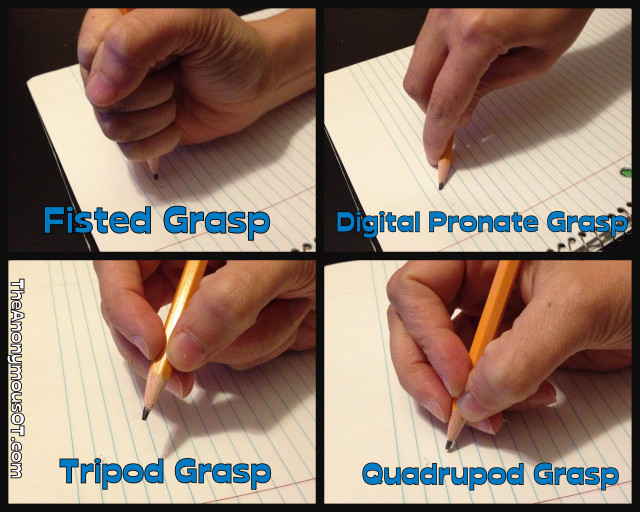 Fisted Grasp
Digital Pronate Grasp
TheAnonymousOT.com
Tripod Grasp
Quadrupod Grasp